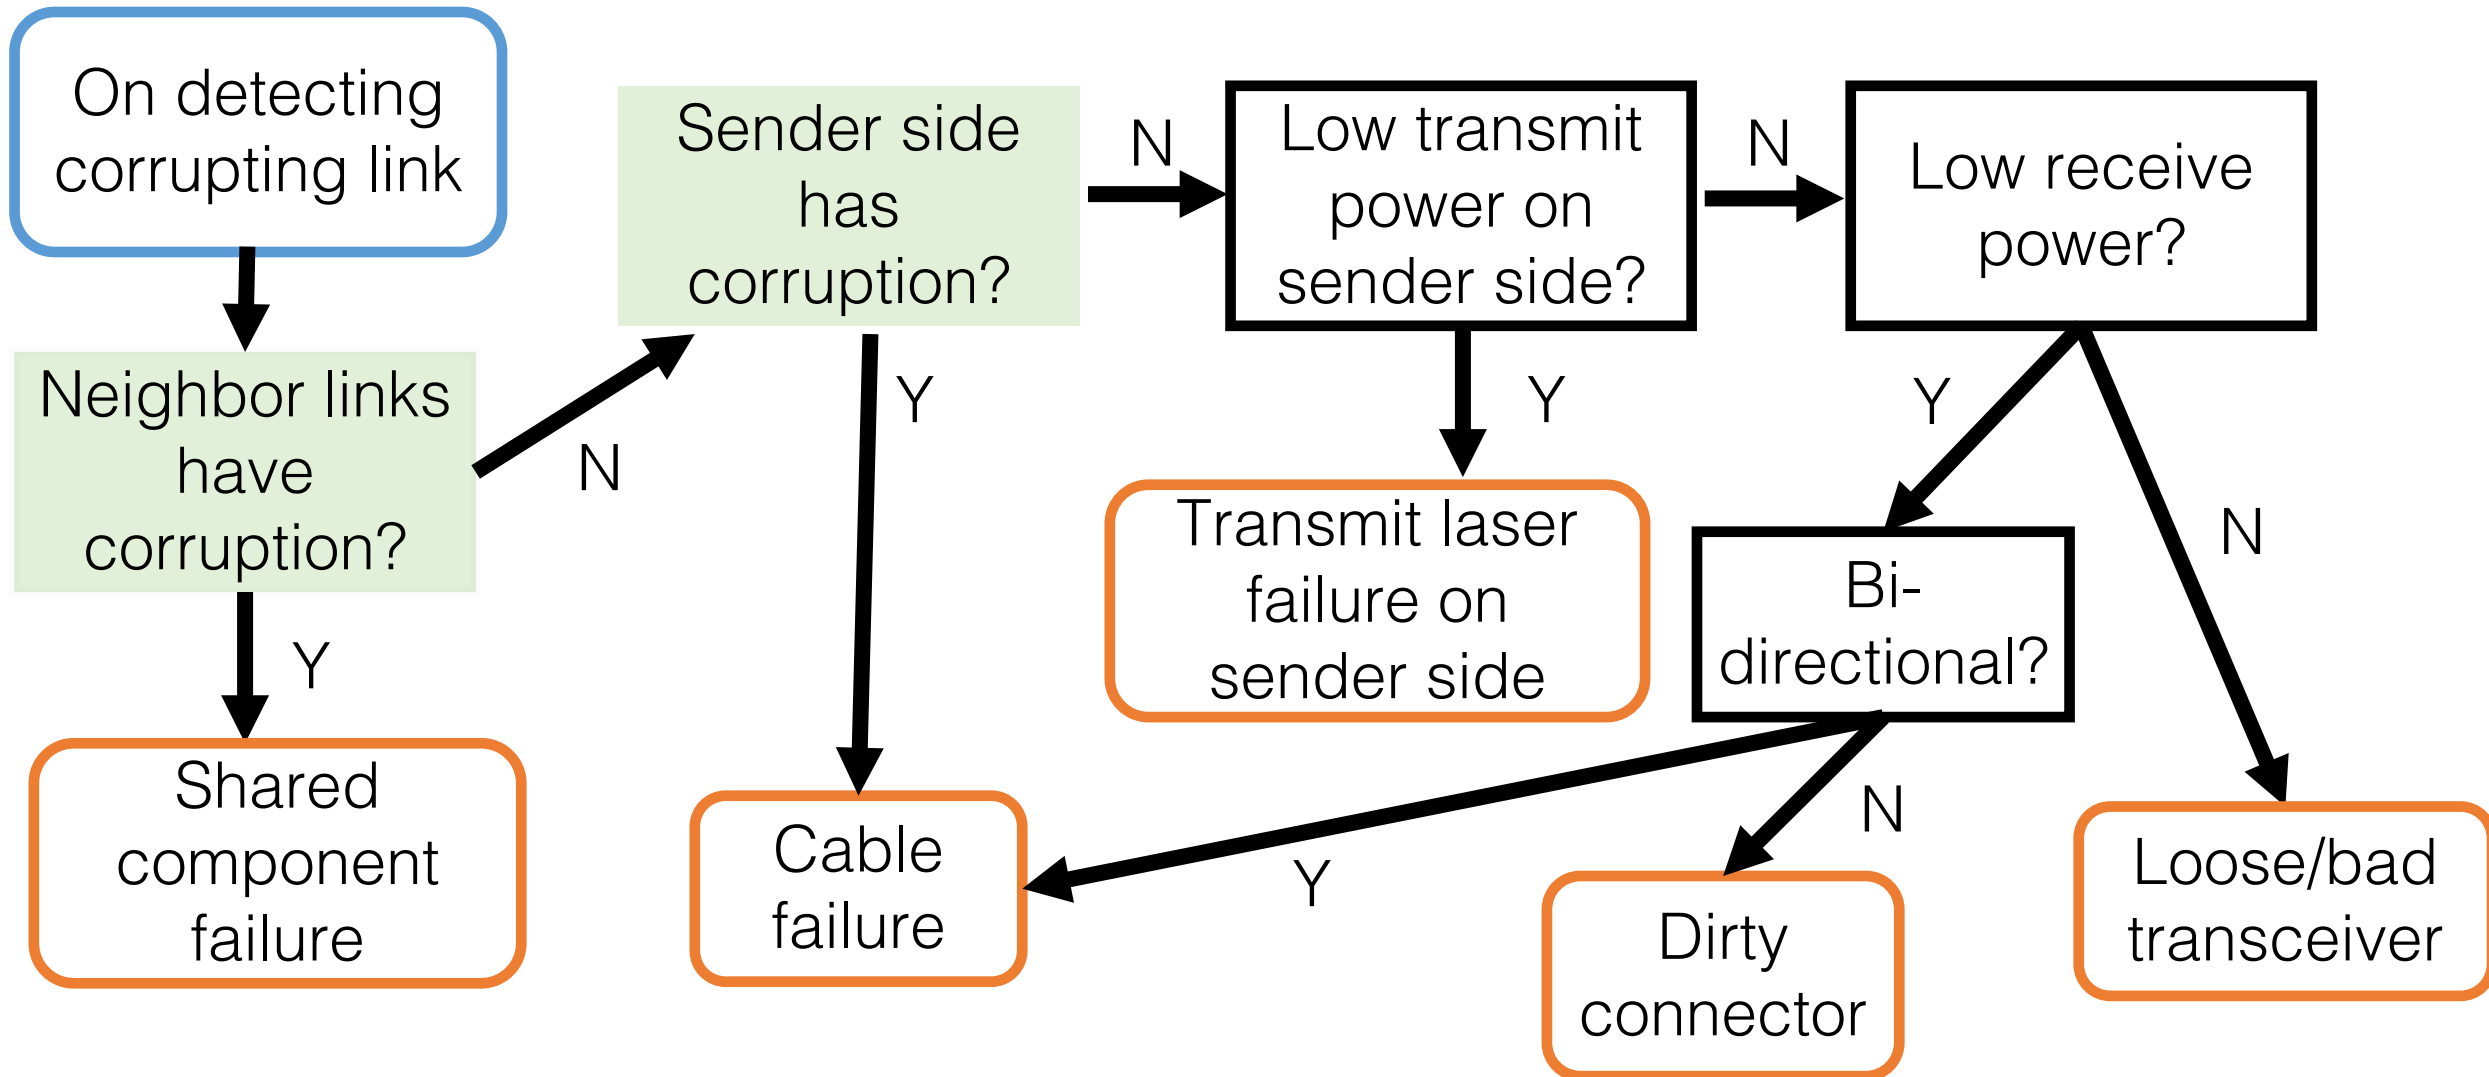 On detecting
corrupting link
Neighbor links
have
corruption?
N
Y
Shared
component
failure
Sender side
has
corruption?
N
Y
Cable
failure
Low transmit
power on
sender side?
N
Y
Transmit laser
failure on
sender side
Low receive
power?
Y
N
Bi-
directional?
Y
N
Dirty
connector
Loose/bad
transceiver